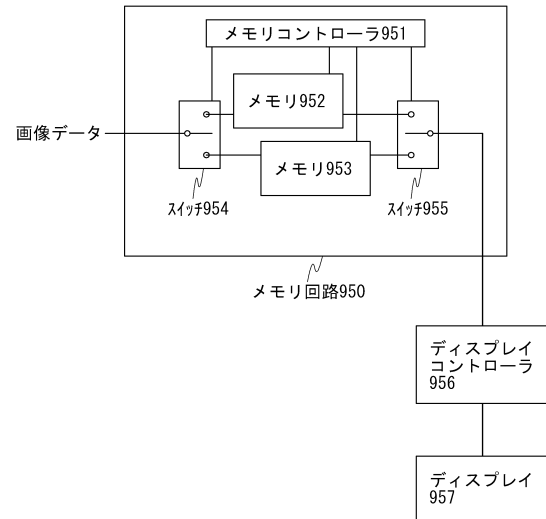 メモリコントローラ951
メモリ952
画像データ
メモリ953
スイッチ954
スイッチ955
メモリ回路950
ディスプレイ
コントローラ
956
ディスプレイ
957